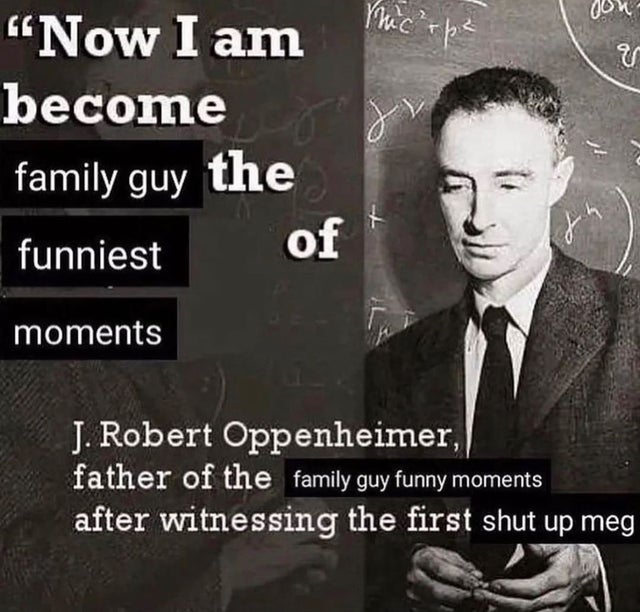 “Now I am
become
family guy the
funniest of
moments
J. Robert Oppenheimer,
father of the family guy funny moments
after witnessing the first shut up meg